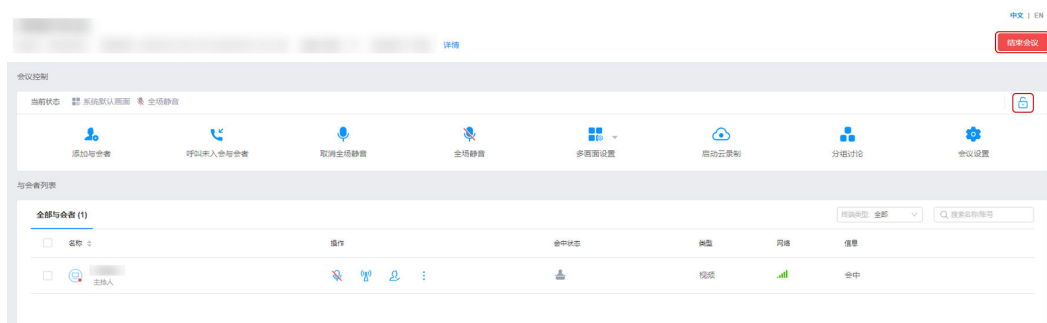 中文 | EN
详情
结束会议
会议控制
当前状态 系统默认画面 全场静音
添加与会者 呼叫未入会与会者 取消全场静音 全场静音 多画面设置 启动云录制 分组讨论 会议设置
与会者列表
全部与会者 (1) 终端类型: 全部 搜索名称/账号
名称 操作 会中状态 类型 网络 信息
主持人 视频 会中